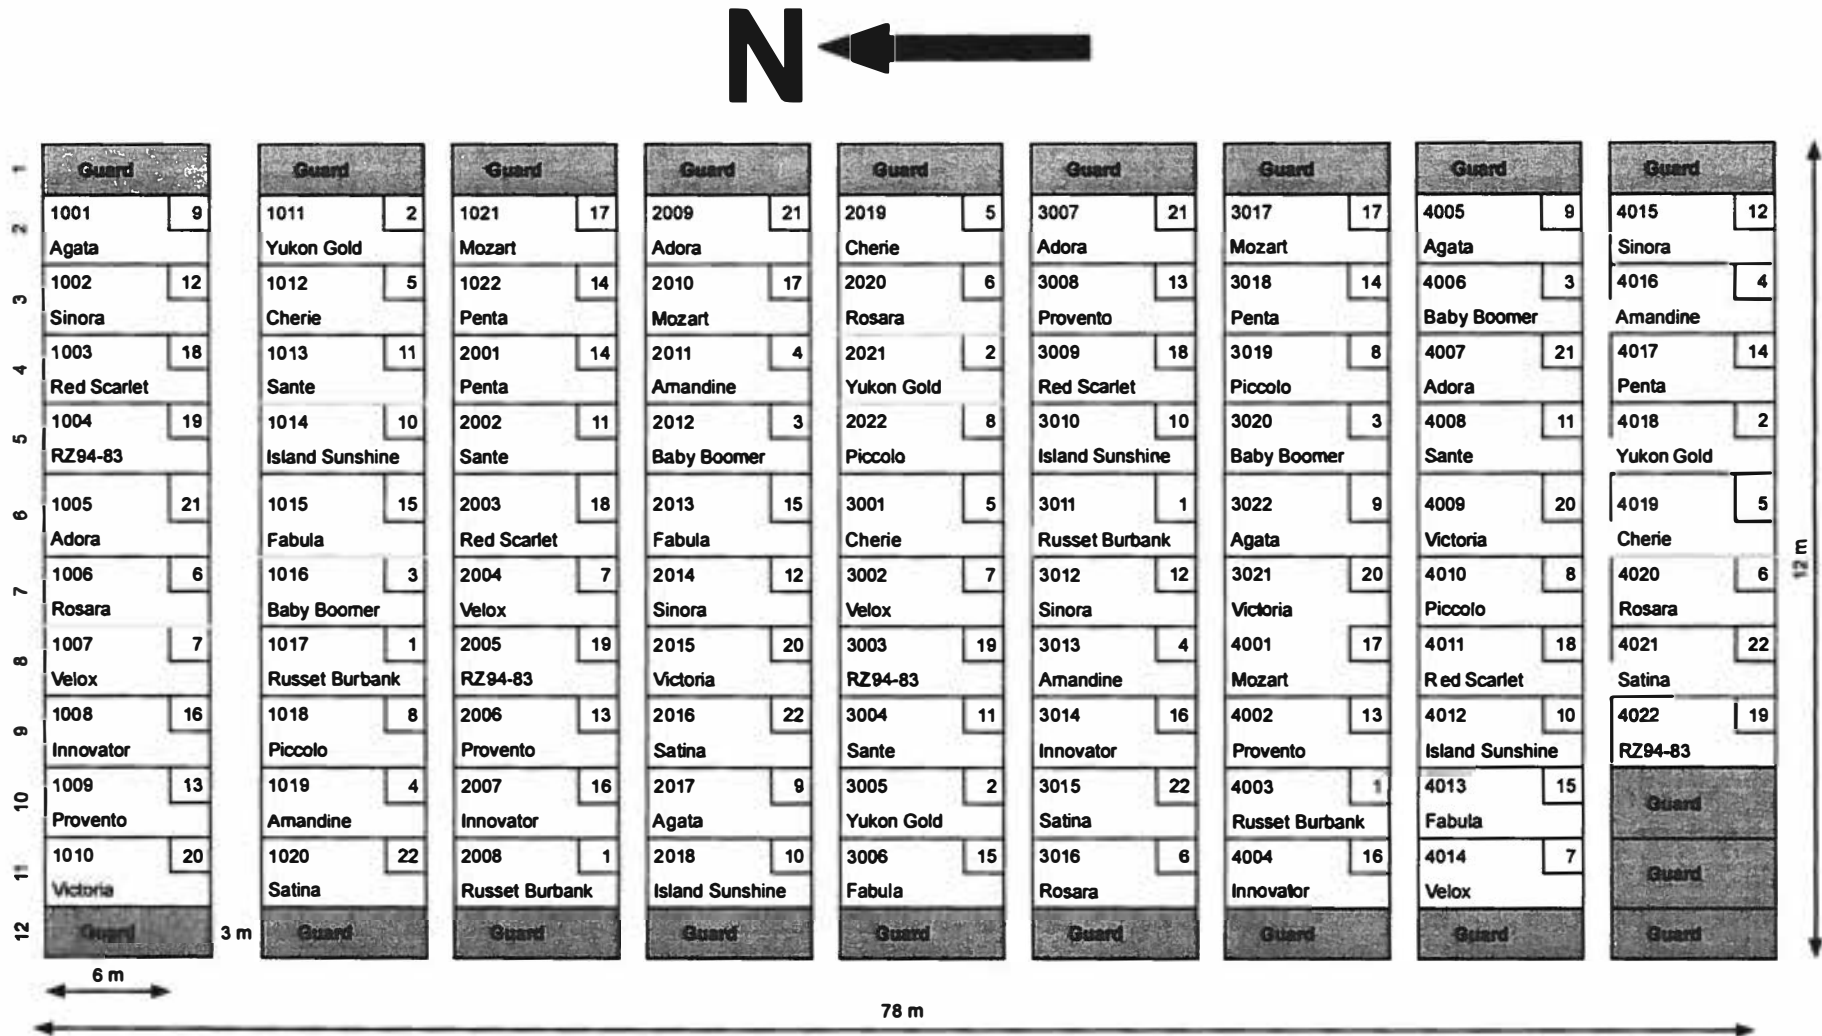 N
1 Guard Guard Guard Guard Guard Guard Guard Guard Guard
2 1001 9 1011 2 1021 17 2009 21 2019 5 3007 21 3017 17 4005 9 4015 12
Agata Yukon Gold Mozart Adora Cherie Adora Mozart Agata Sinora
3 1002 12 1012 5 1022 14 2010 17 2020 6 3008 13 3018 14 4006 3 4016 4
Sinora Cherie Penta Mozart Rosara Provento Penta Baby Boomer Amandine
4 1003 18 1013 11 2001 14 2011 4 2021 2 3009 18 3019 8 4007 21 4017 14
Red Scarlet Sante Penta Amandine Yukon Gold Red Scarlet Piccolo Adora Penta
5 1004 19 1014 10 2002 11 2012 3 2022 8 3010 10 3020 3 4008 11 4018 2
RZ94-83 Island Sunshine Sante Baby Boomer Piccolo Island Sunshine Baby Boomer Sante Yukon Gold
6 1005 21 1015 15 2003 18 2013 15 3001 5 3011 1 3022 9 4009 20 4019 5
Adora Fabula Red Scarlet Fabula Cherie Russet Burbank Agata Victoria Cherie
7 1006 6 1016 3 2004 7 2014 12 3002 7 3012 12 3021 20 4010 8 4020 6
Rosara Baby Boomer Velox Sinora Velox Sinora Victoria Piccolo Rosara
8 1007 7 1017 1 2005 19 2015 20 3003 19 3013 4 4001 17 4011 18 4021 22
Velox Russet Burbank RZ94-83 Victoria RZ94-83 Amandine Mozart Red Scarlet Satina
9 1008 16 1018 8 2006 13 2016 22 3004 11 3014 16 4002 13 4012 10 4022 19
Innovator Piccolo Provento Satina Sante Innovator Provento Island Sunshine RZ94-83
10 1009 13 1019 4 2007 16 2017 9 3005 2 3015 22 4003 1 4013 15 Guard
Provento Amandine Innovator Agata Yukon Gold Satina Russet Burbank Fabula
11 1010 20 1020 22 2008 1 2018 10 3006 15 3016 6 4004 16 4014 7 Guard
Victoria Satina Russet Burbank Island Sunshine Fabula Rosara Innovator Velox
12 Guard 3 m Guard Guard Guard Guard Guard Guard Guard Guard
12 m
6 m
78 m